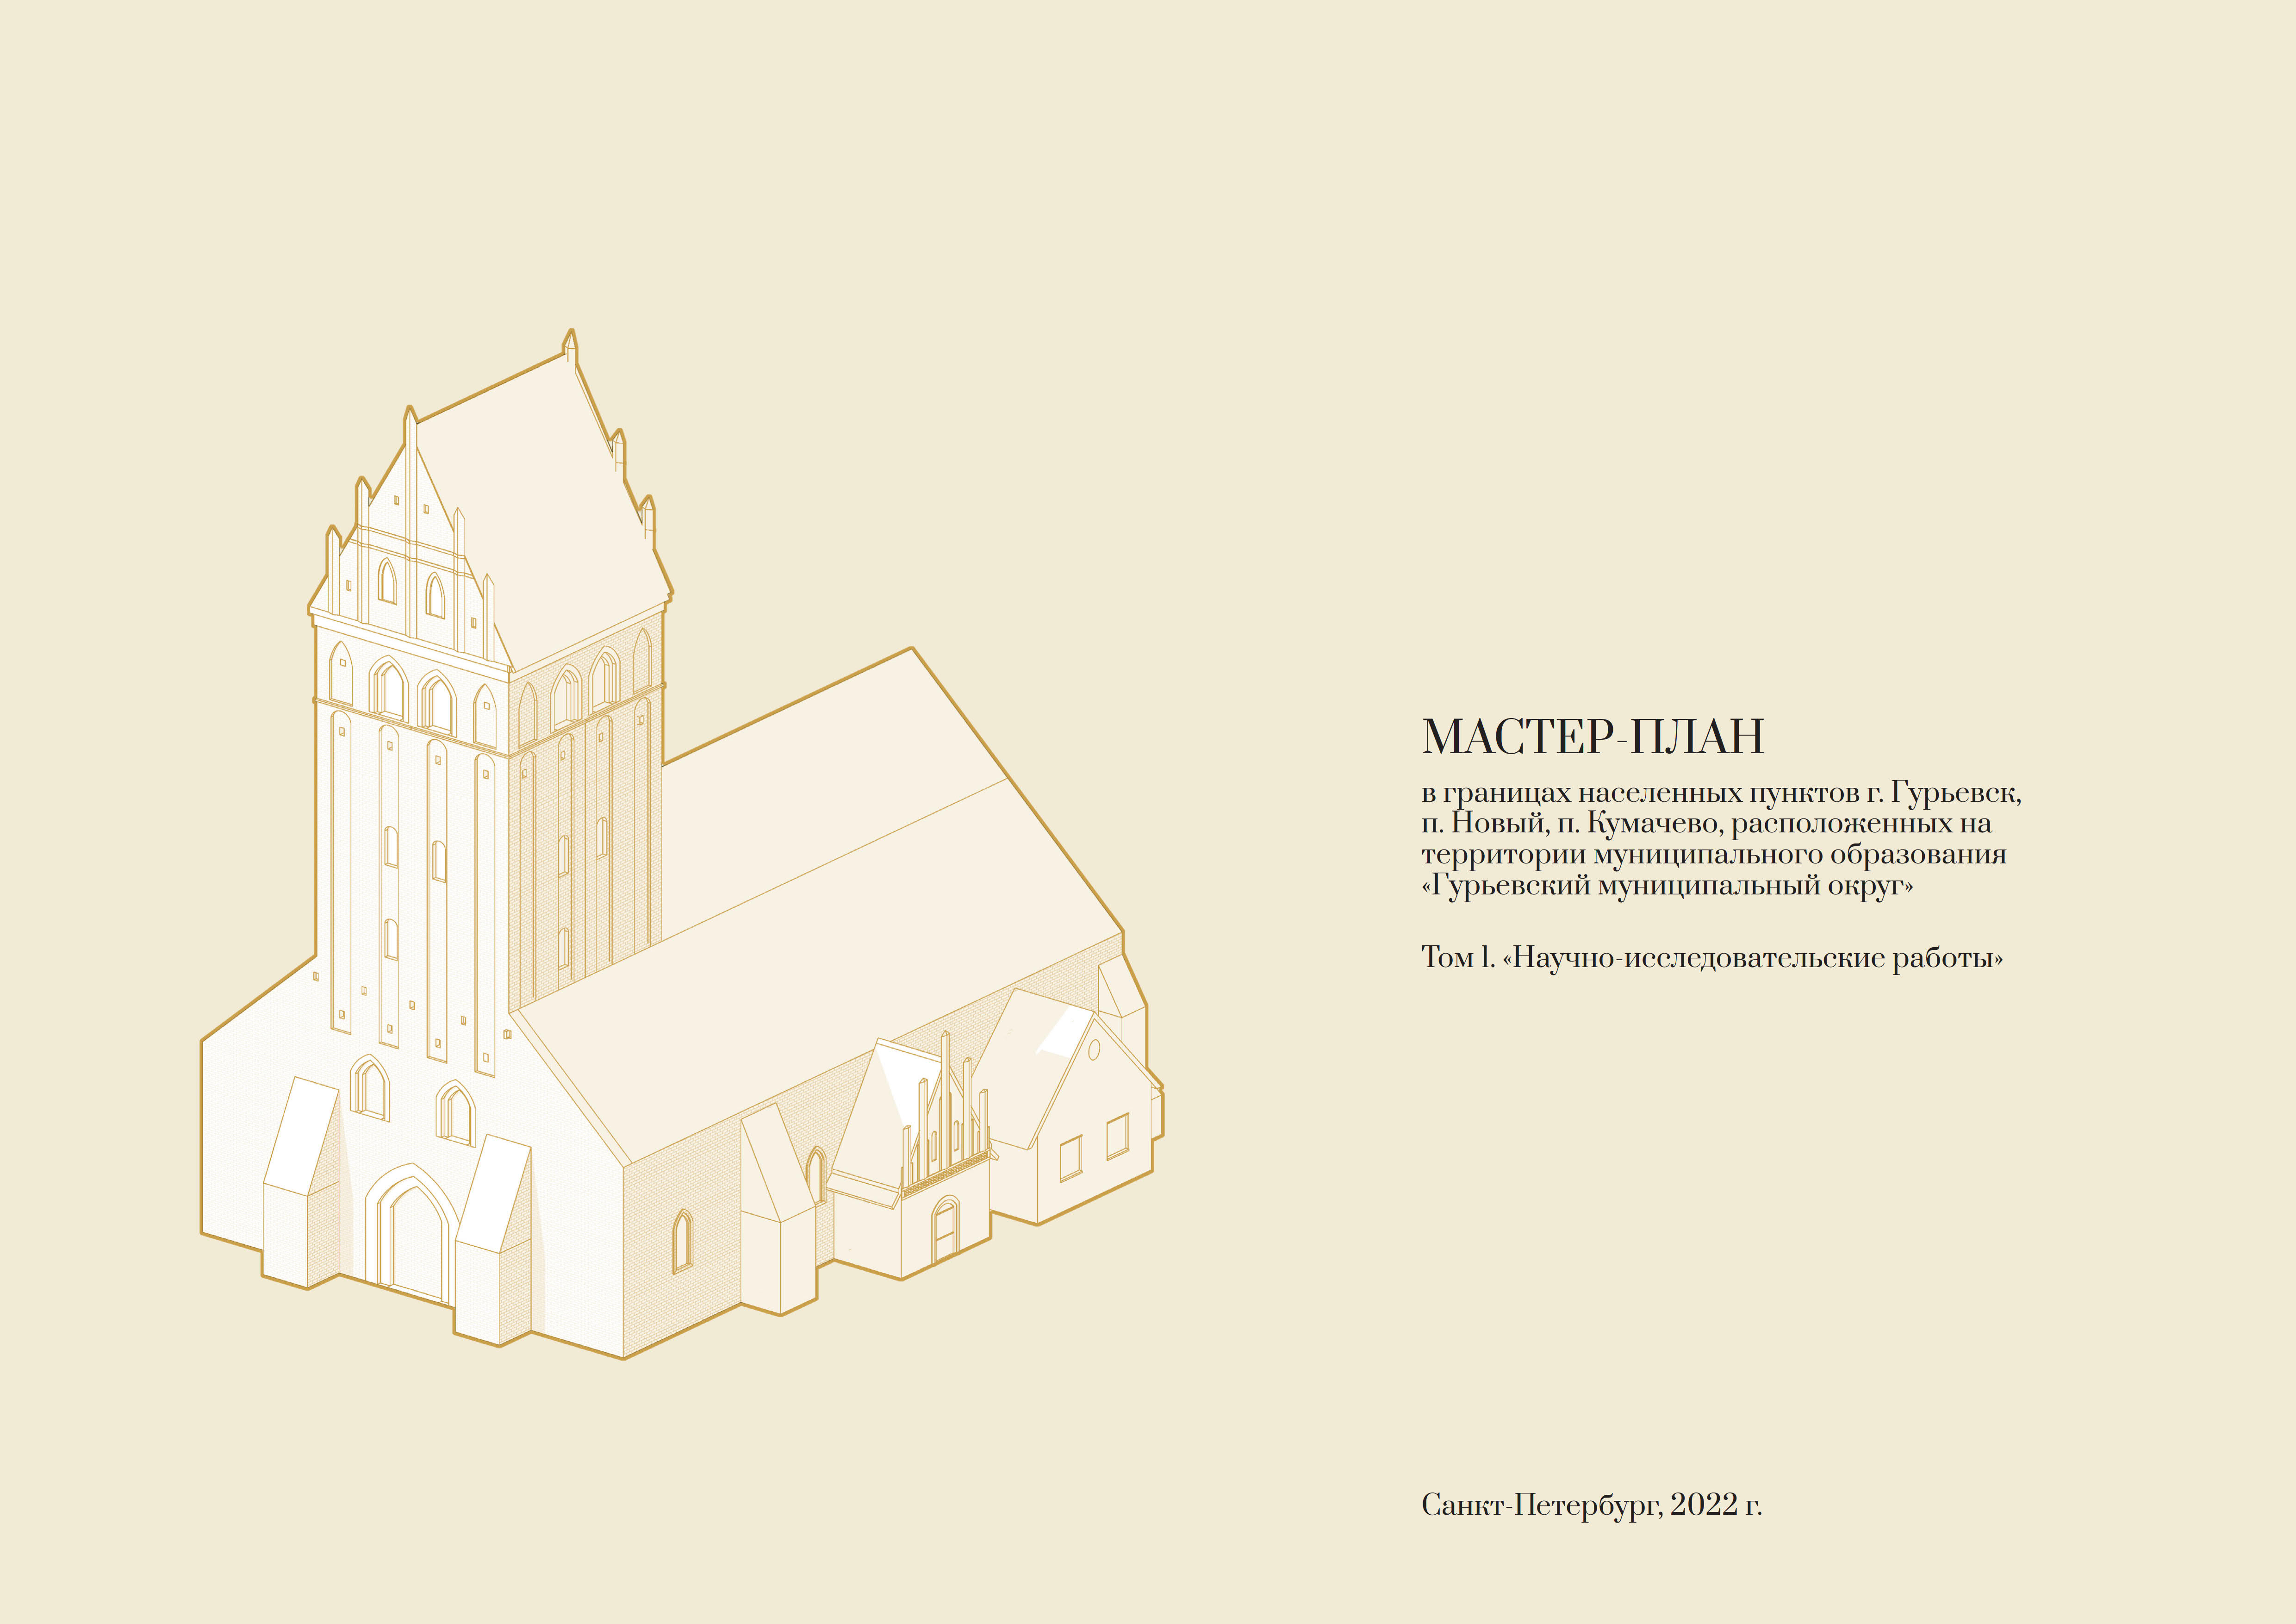 МАСТЕР-ПЛАН
в границах населенных пунктов г. Гурьевск,
п. Новый, п. Кумачево, расположенных на
территории муниципального образования
«Гурьевский муниципальный округ»
Том 1. «Научно-исследовательские работы»
Санкт-Петербург, 2022 г.